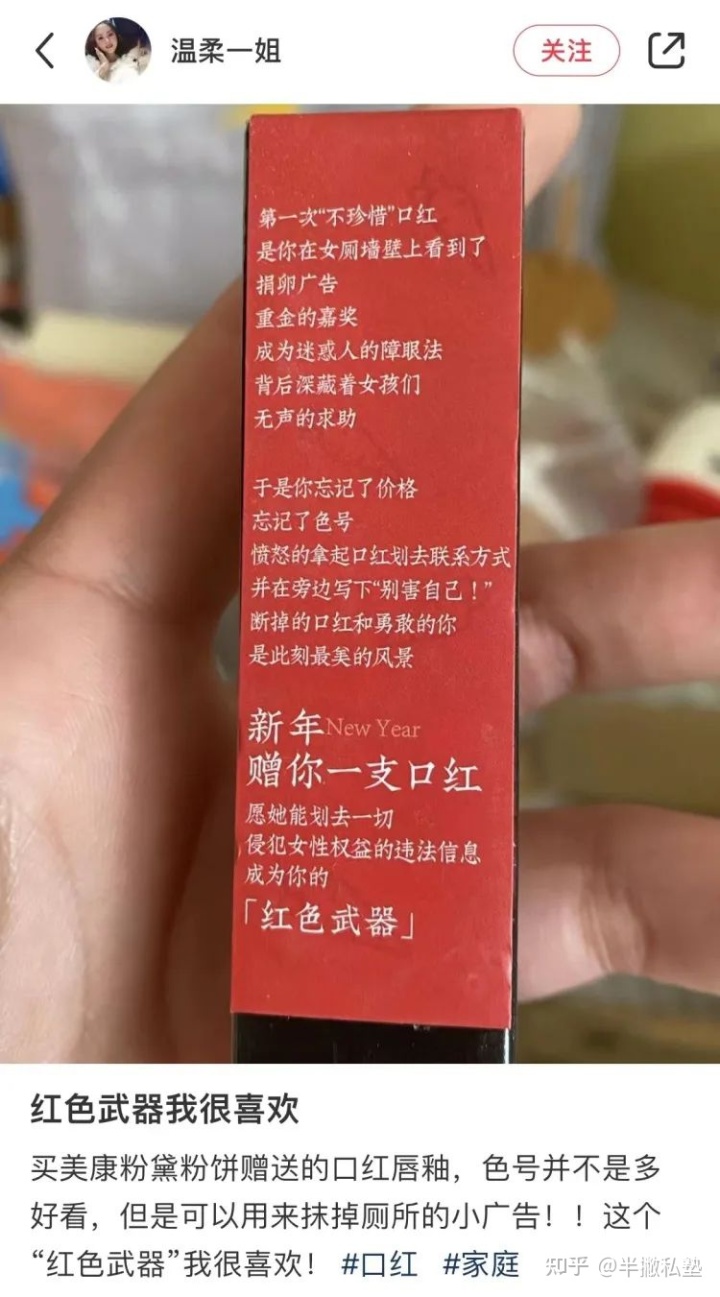 温柔一姐
关注
第一次“不珍惜”口红
是你在女厕墙壁上看到了
捐卵广告
重金的嘉奖
成为迷惑人的障眼法
背后深藏着女孩们
无声的求助
于是你忘记了价格
忘记了色号
愤怒的拿起口红划去联系方式
并在旁边写下“别害自己！”
断掉的口红和勇敢的你
是此刻最美的风景
新年New Year
赠你一支口红
愿她能划去一切
侵犯女性权益的违法信息
成为你的
「红色武器」
红色武器我很喜欢
买美康粉黛粉饼赠送的口红唇釉，色号并不是多
好看，但是可以用来抹掉厕所的小广告！！这个
“红色武器”我很喜欢！ #口红 #家庭
知乎 @半撇私塾